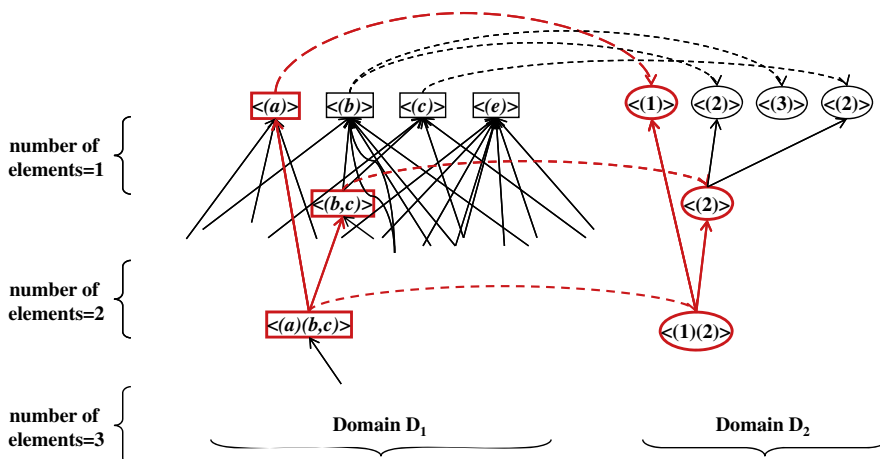 <(a)> <(b)> <(c)> <(e)> <(1)> <(2)> <(3)> <(2)>
number of
elements=1
<(b,c)> <(2)>
number of
elements=2
<(a)(b,c)> <(1)(2)>
number of
elements=3
Domain D1 Domain D2